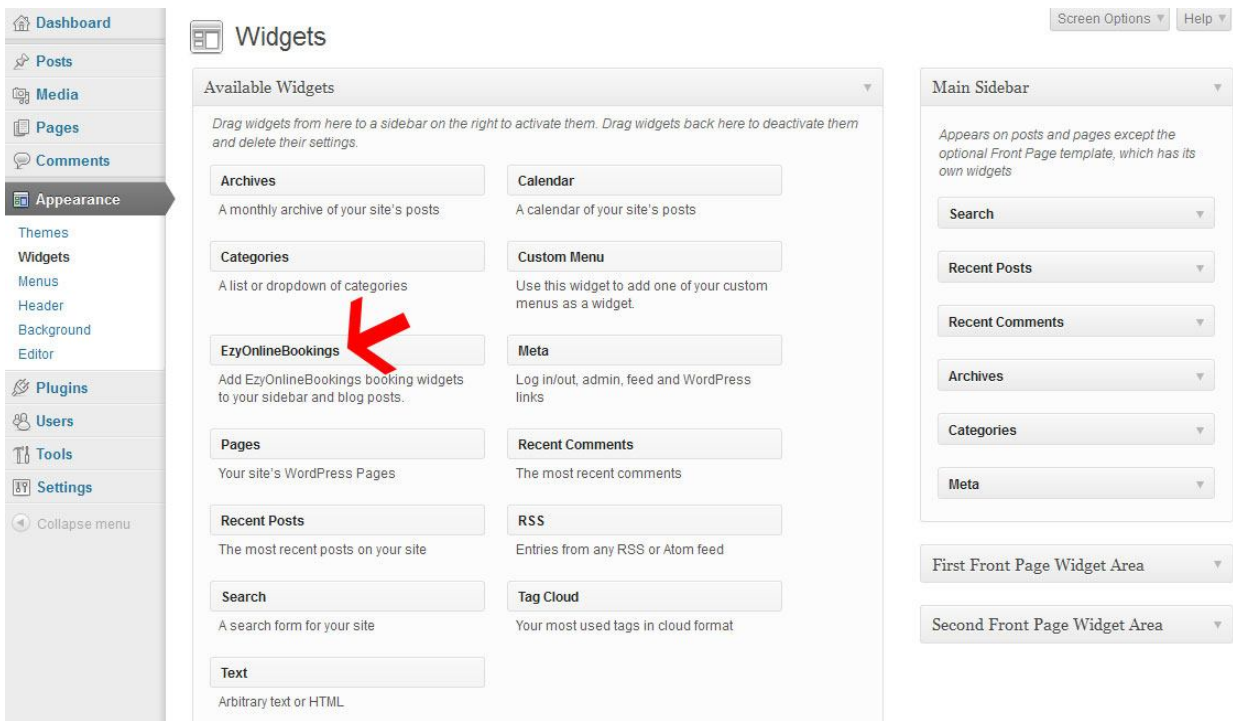 Dashboard
Posts
Media
Pages
Comments
Appearance
Themes
Widgets
Menus
Header
Background
Editor
Plugins
Users
Tools
Settings
Collapse menu
Screen Options
Help
Widgets
Available Widgets
Drag widgets from here to a sidebar on the right to activate them. Drag widgets back here to deactivate them
and delete their settings.
Archives
A monthly archive of your site's posts
Calendar
A calendar of your site's posts
Categories
A list or dropdown of categories
Custom Menu
Use this widget to add one of your custom
menus as a widget.
EzyOnlineBookings
Add EzyOnlineBookings booking widgets
to your sidebar and blog posts.
Meta
Log in/out, admin, feed and WordPress
links
Pages
Your site's WordPress Pages
Recent Comments
The most recent comments
Recent Posts
The most recent posts on your site
RSS
Entries from any RSS or Atom feed
Search
A search form for your site
Tag Cloud
Your most used tags in cloud format
Text
Arbitrary text or HTML
Main Sidebar
Appears on posts and pages except the
optional Front Page template, which has its
own widgets
Search
Recent Posts
Recent Comments
Archives
Categories
Meta
First Front Page Widget Area
Second Front Page Widget Area